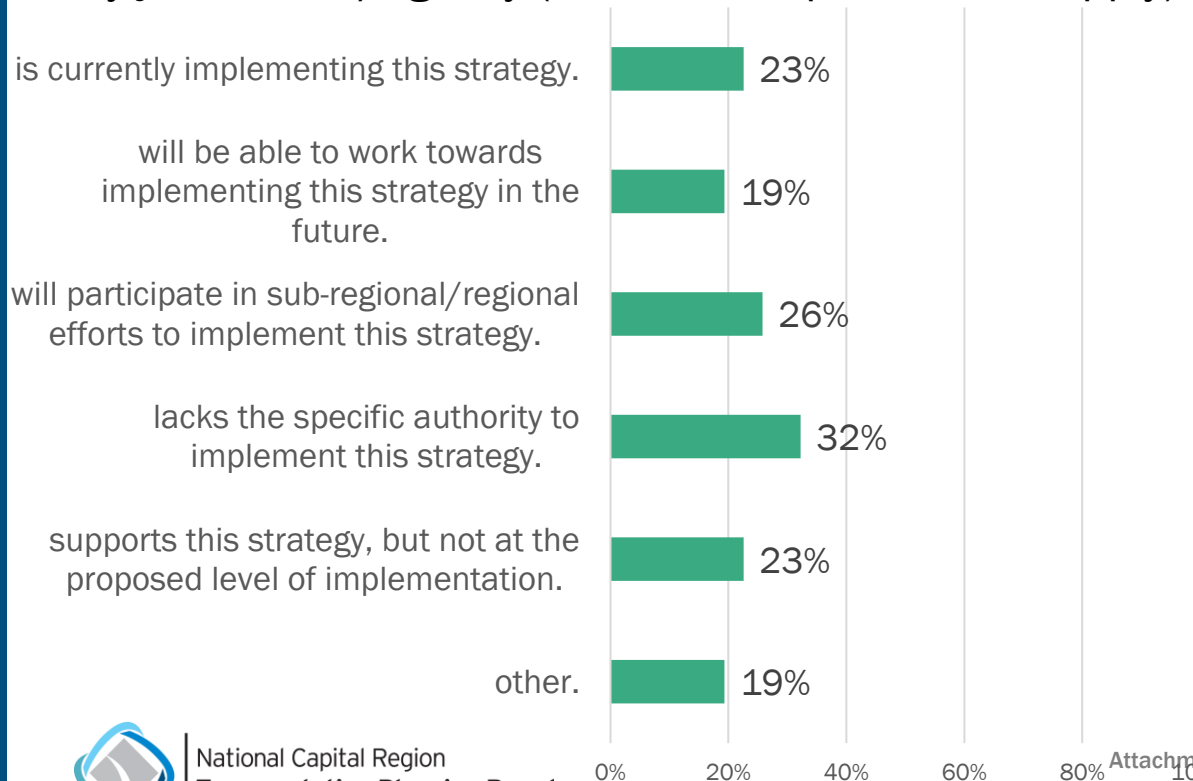 is currently implementing this strategy.
23%
will be able to work towards
implementing this strategy in the
future.
19%
will participate in sub-regional/regional
efforts to implement this strategy.
26%
lacks the specific authority to
implement this strategy.
32%
supports this strategy, but not at the
proposed level of implementation.
23%
other.
19%
0% 20% 40% 60% 80%
National Capital Region